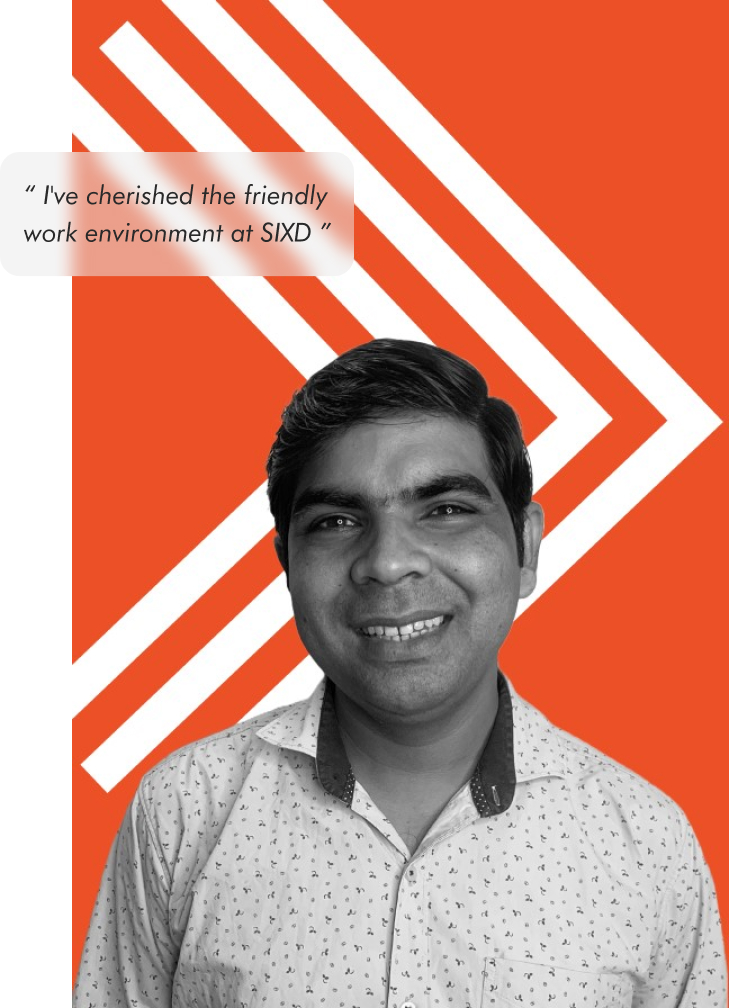 “ I've cherished the friendly
work environment at SIXD ”